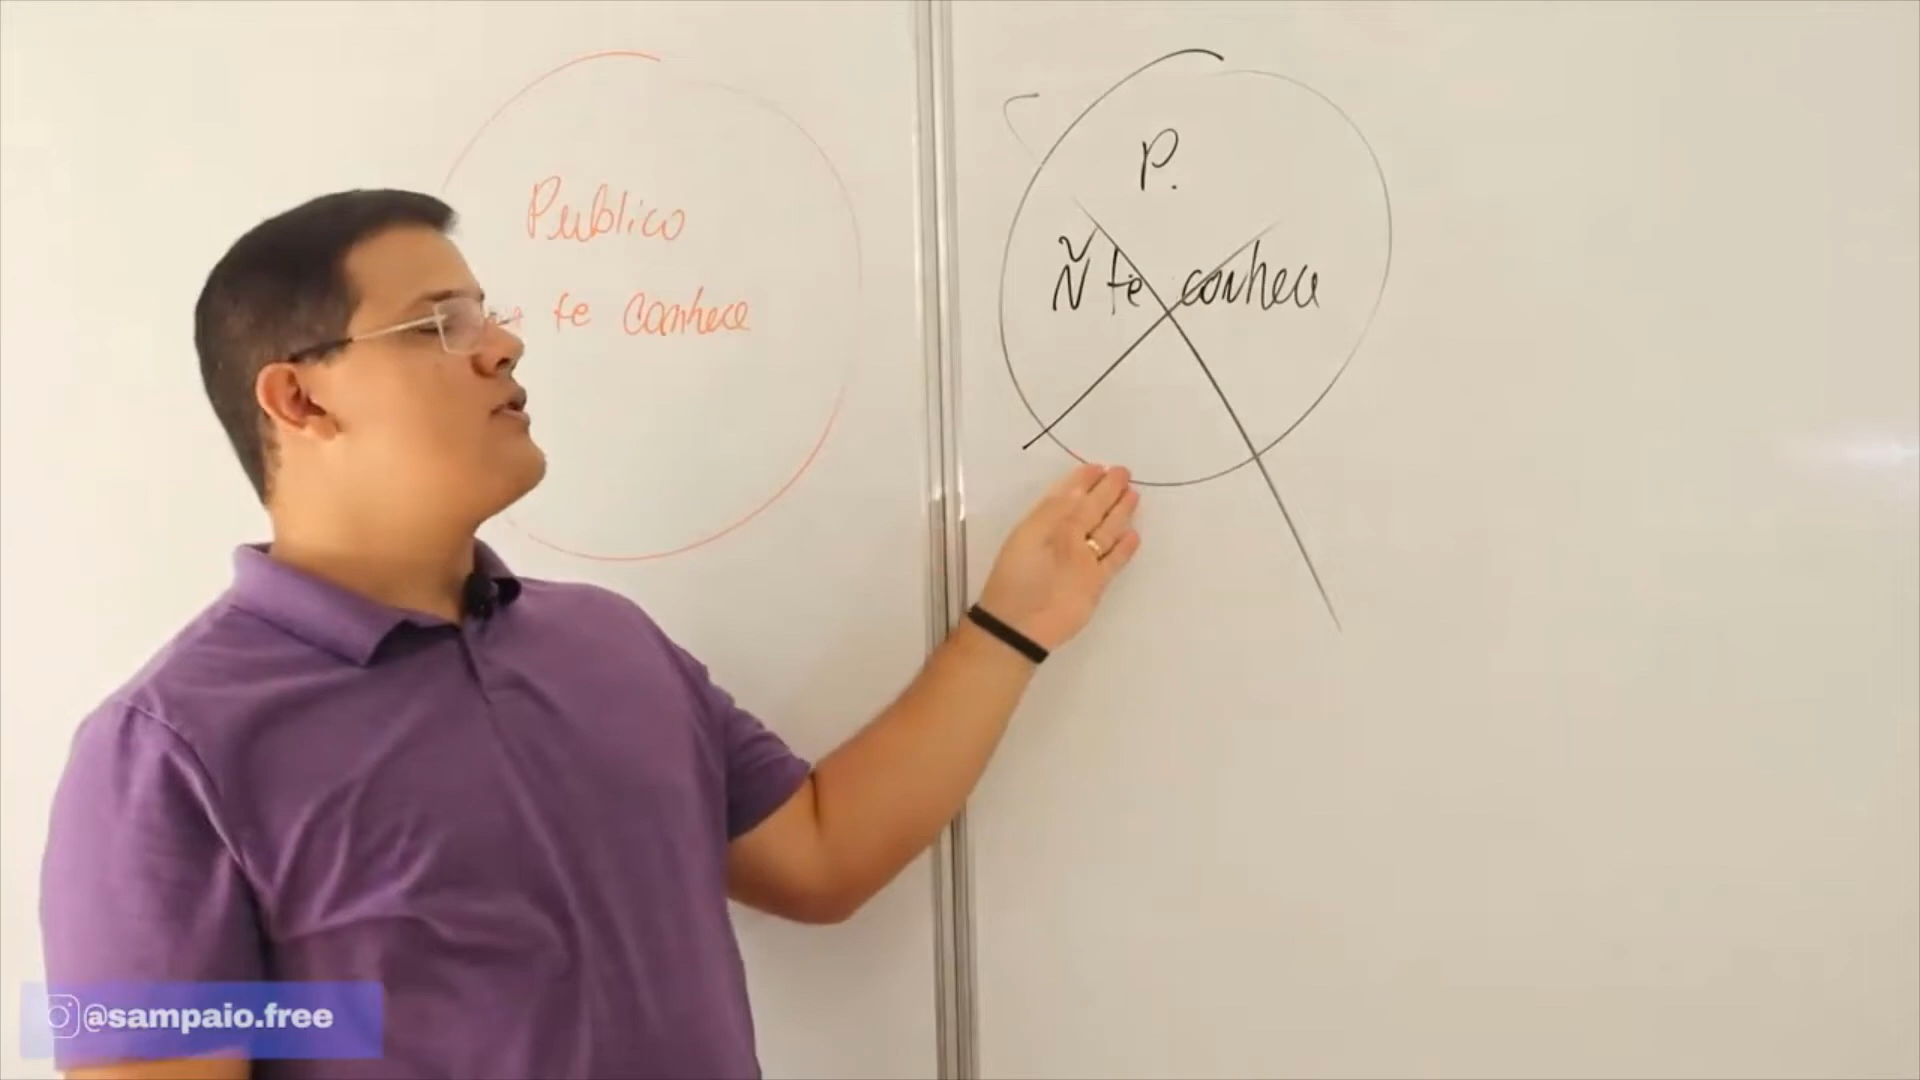 Publico
te conhece
P.
Ñ te conhece
@sampaio.free